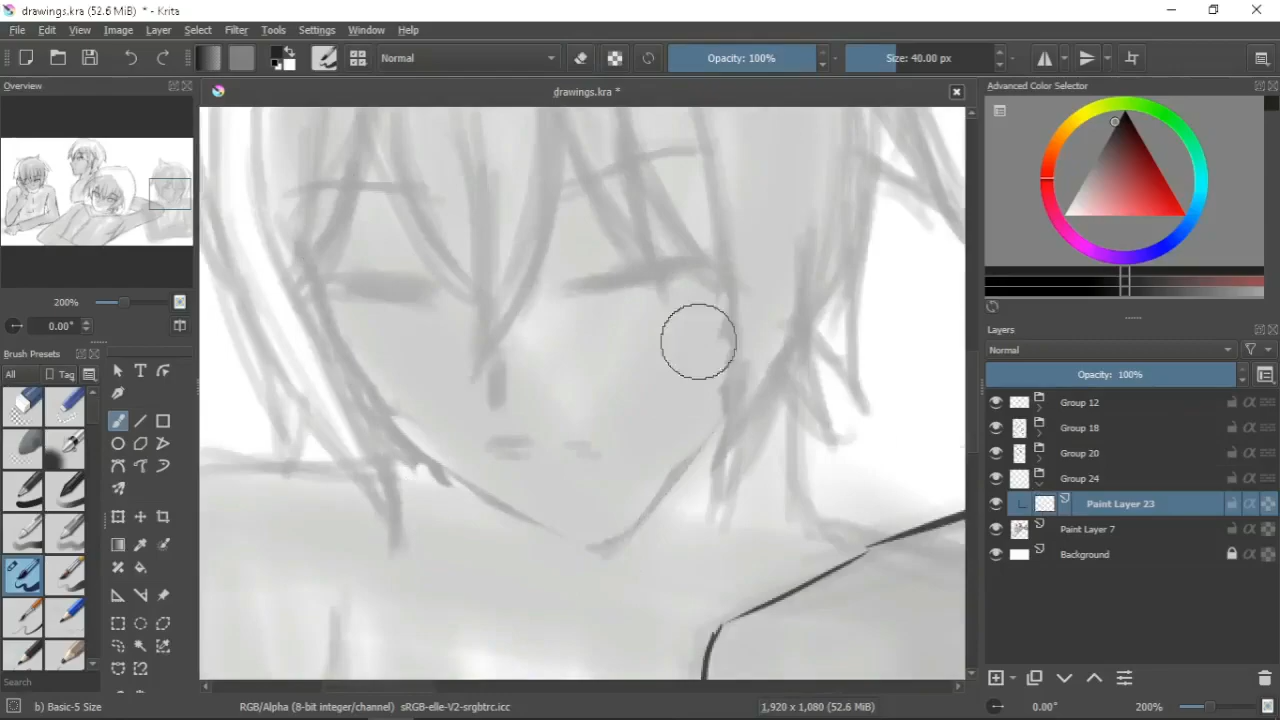 drawings.kra (52.6 MiB) * - Krita
File Edit View Image Layer Select Filter Tools Settings Window Help
Normal Opacity: 100% Size: 40.00 px
Overview
drawings.kra *
Advanced Color Selector
200%
0.00°
Brush Presets
All Tag
Layers
Normal
Opacity: 100%
Group 12
Group 18
Group 20
Group 24
Paint Layer 23
Paint Layer 7
Background
Search
b) Basic-5 Size RGB/Alpha (8-bit integer/channel) sRGB-elle-V2-srgbtrc.icc 1,920 x 1,080 (52.6 MiB) 0.00° 200%